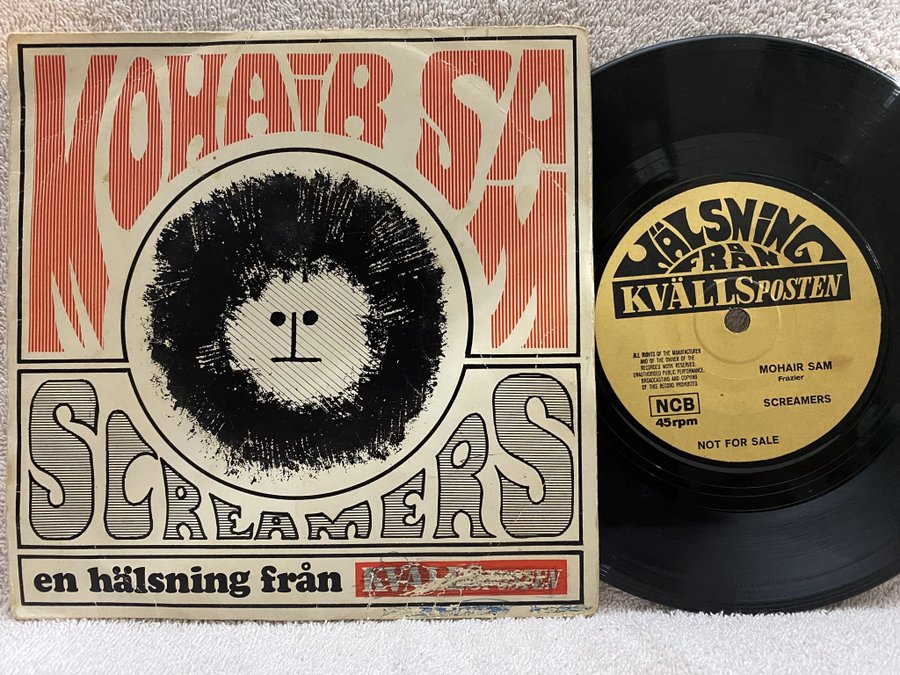 MOHAIR SAM
SCREAMERS
en hälsning från KVÄLLSPOSTEN
HÄLSNING
FRÅN
KVÄLLSPOSTEN
ALL RIGHTS OF THE MANUFACTURER
AND OF THE OWNER OF THE
RECORDED WORK RESERVED.
UNAUTHORISED PUBLIC PERFORMANCE,
BROADCASTING AND COPYING
OF THIS RECORD PROHIBITED.
MOHAIR SAM
Frazier
SCREAMERS
NCB
45rpm
NOT FOR SALE